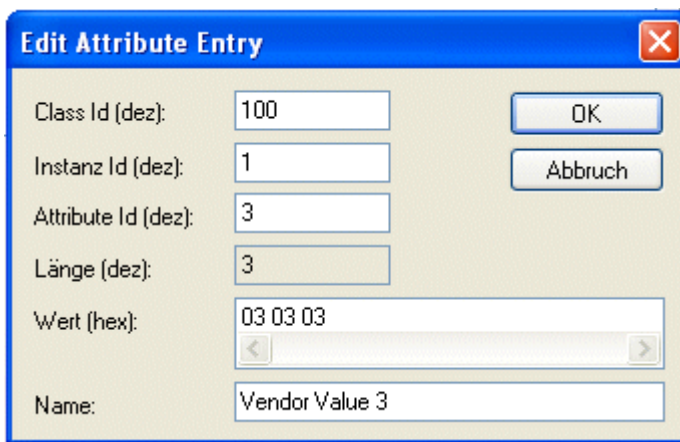 Edit Attribute Entry
Class Id (dez): 100 OK
Instanz Id (dez): 1 Abbruch
Attribute Id (dez): 3
Länge (dez): 3
Wert (hex): 03 03 03
Name: Vendor Value 3